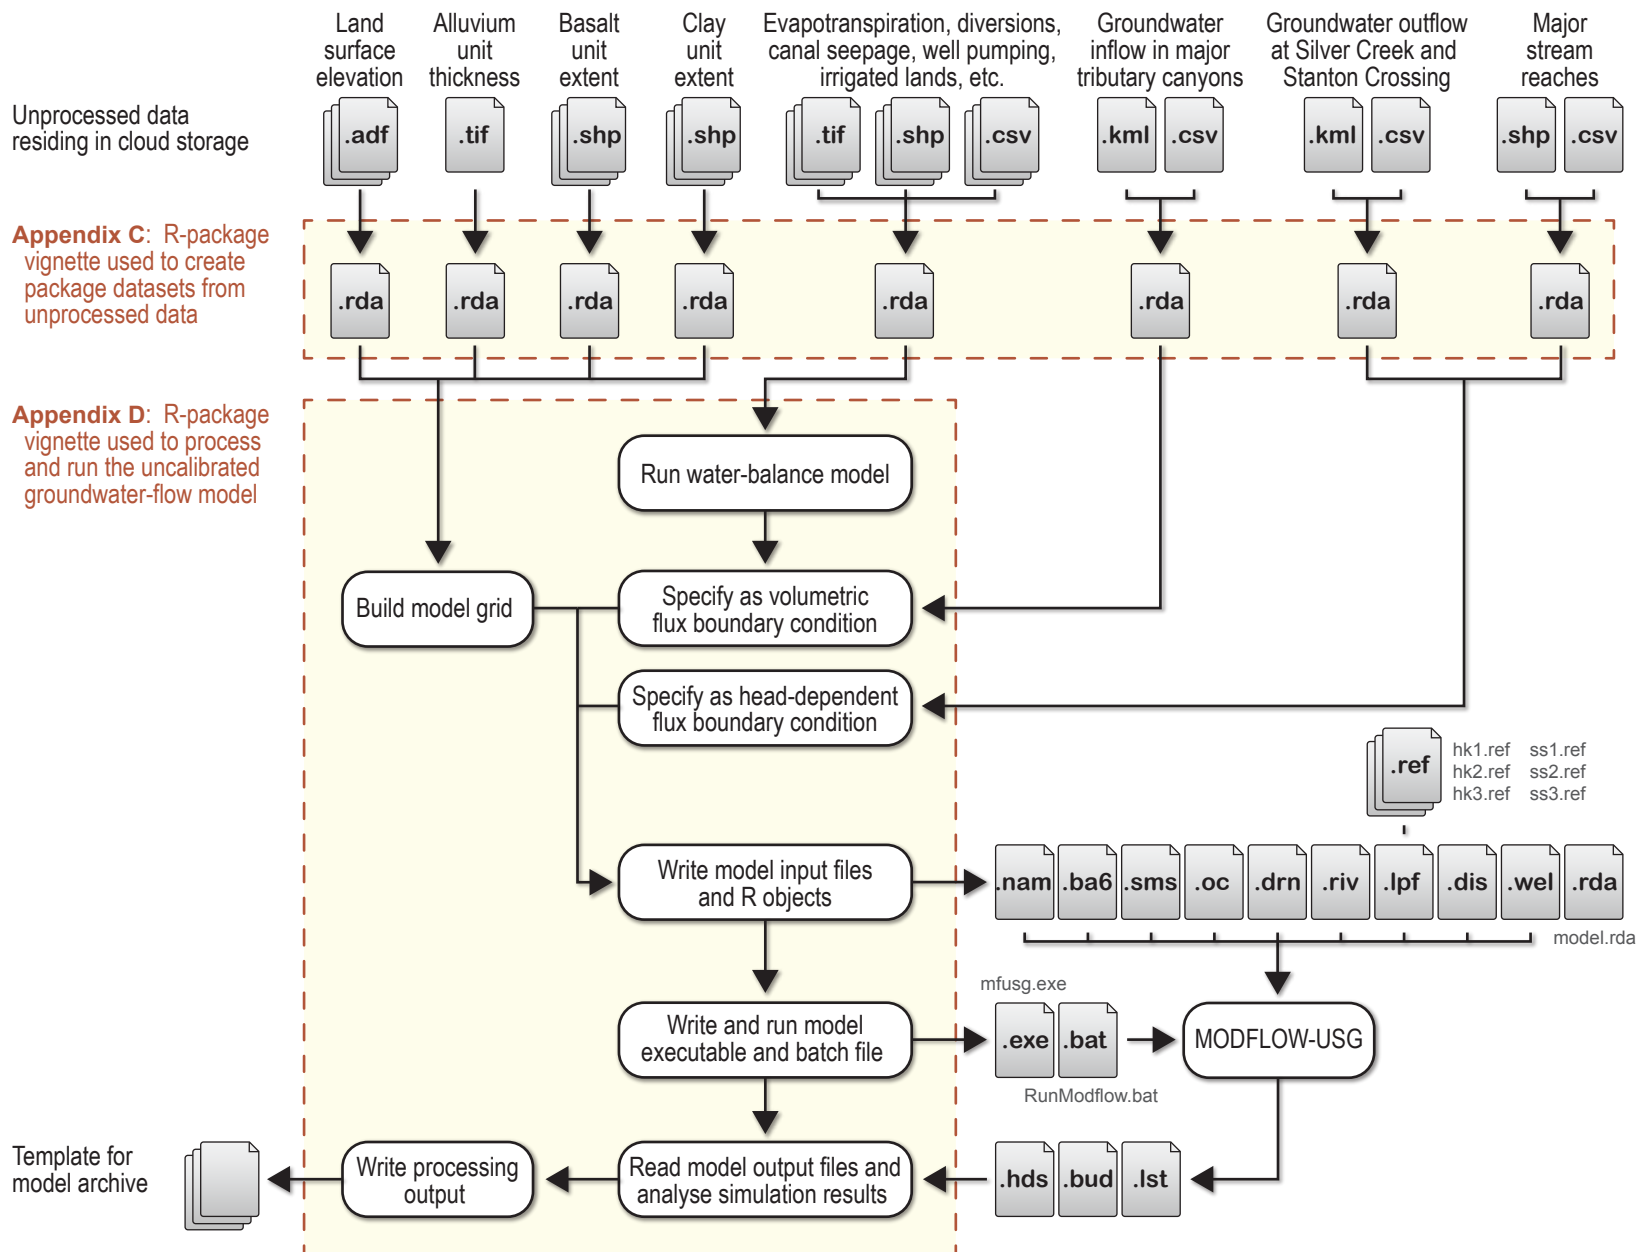 Land
surface
elevation
Alluvium
unit
thickness
Basalt
unit
extent
Clay
unit
extent
Evapotranspiration, diversions,
canal seepage, well pumping,
irrigated lands, etc.
Groundwater
inflow in major
tributary canyons
Groundwater outflow
at Silver Creek and
Stanton Crossing
Major
stream
reaches
Unprocessed data
residing in cloud storage
.adf
.tif
.shp
.shp
.tif
.shp
.csv
.kml
.csv
.kml
.csv
.shp
.csv
Appendix C: R-package
vignette used to create
package datasets from
unprocessed data
.rda
.rda
.rda
.rda
.rda
.rda
.rda
.rda
Appendix D: R-package
vignette used to process
and run the uncalibrated
groundwater-flow model
Run water-balance model
Build model grid
Specify as volumetric
flux boundary condition
Specify as head-dependent
flux boundary condition
.ref
hk1.ref ss1.ref
hk2.ref ss2.ref
hk3.ref ss3.ref
Write model input files
and R objects
.nam
.ba6
.sms
.oc
.drn
.riv
.lpf
.dis
.wel
.rda
model.rda
mfusg.exe
Write and run model
executable and batch file
.exe
.bat
RunModflow.bat
MODFLOW-USG
Template for
model archive
Write processing
output
Read model output files and
analyse simulation results
.hds
.bud
.lst